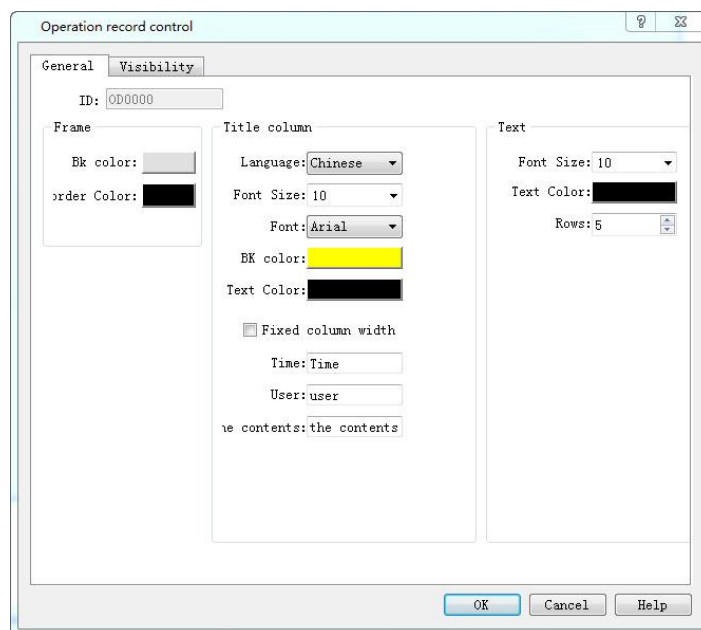 Operation record control
General Visibility
ID: OD0000
Frame
Bk color:
order Color:
Title column
Language: Chinese
Font Size: 10
Font: Arial
BK color:
Text Color:
Fixed column width
Time: Time
User: user
he contents: the contents
Text
Font Size: 10
Text Color:
Rows: 5
OK Cancel Help